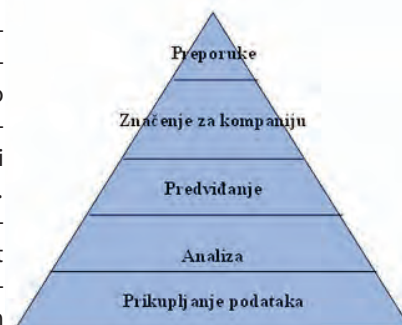 Preporuke
Značenje za kompaniju
Predviđanje
Analiza
Prikupljanje podataka